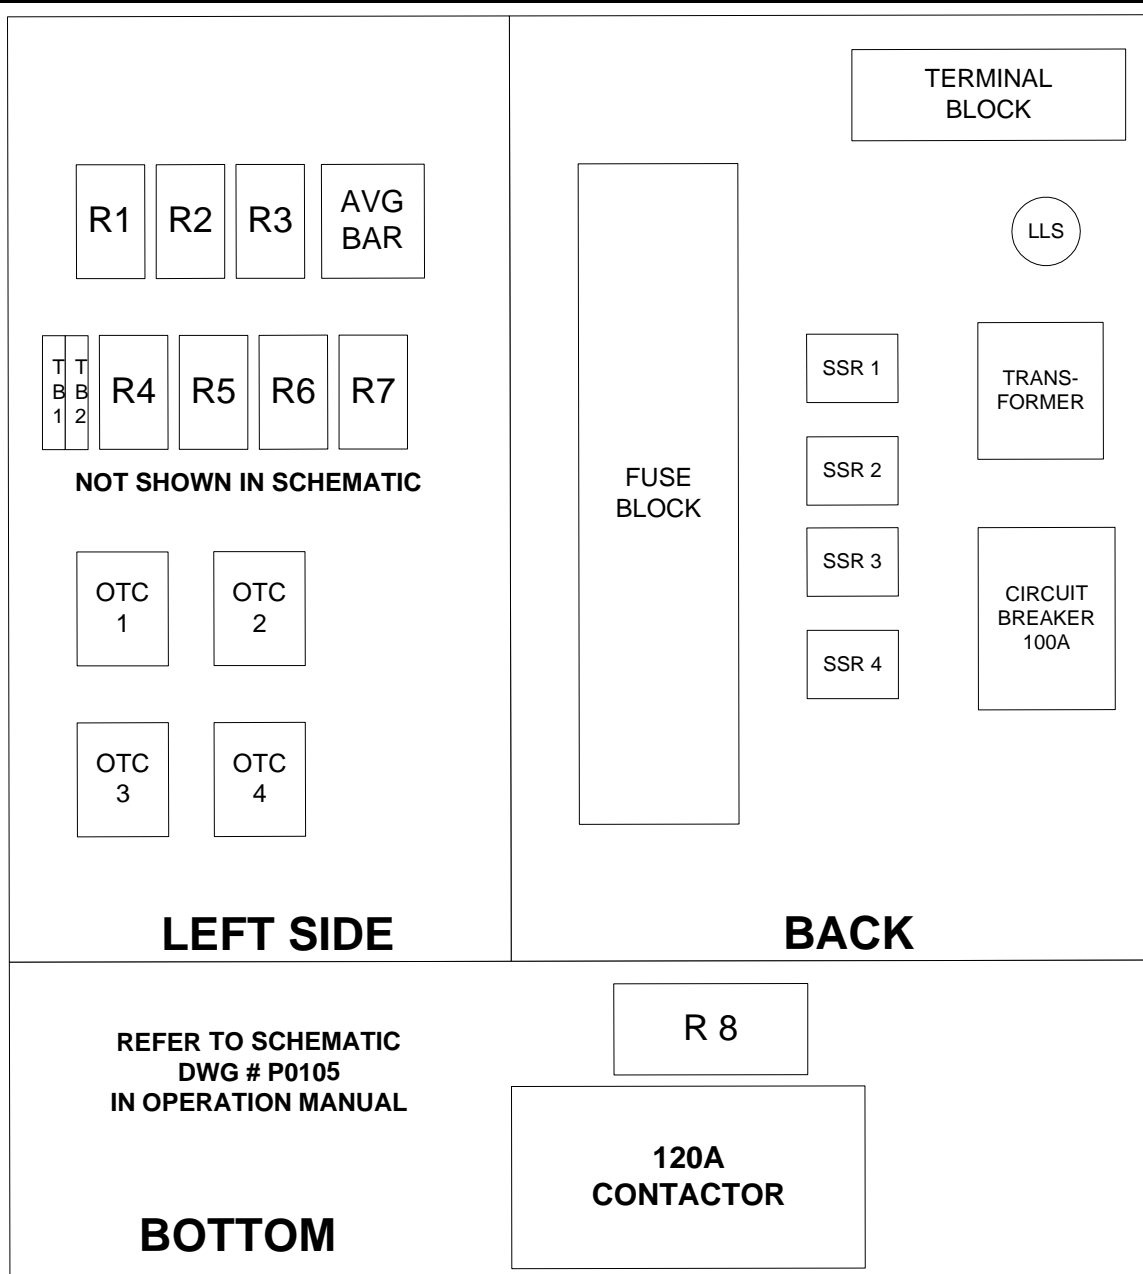 R1
R2
R3
AVG
BAR
T
B
1
T
B
2
R4
R5
R6
R7
NOT SHOWN IN SCHEMATIC
OTC
1
OTC
2
OTC
3
OTC
4
LEFT SIDE
TERMINAL
BLOCK
LLS
FUSE
BLOCK
SSR 1
SSR 2
SSR 3
SSR 4
TRANS-
FORMER
CIRCUIT
BREAKER
100A
BACK
REFER TO SCHEMATIC
DWG # P0105
IN OPERATION MANUAL
R 8
120A
CONTACTOR
BOTTOM